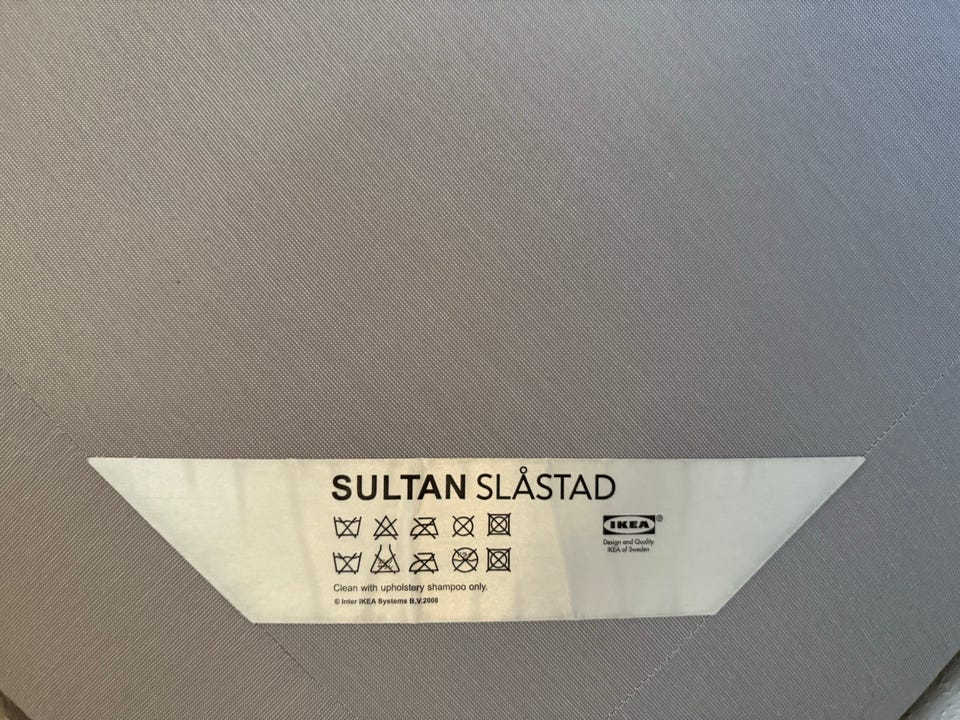 SULTAN SLÅSTAD
IKEA®
Design and Quality
IKEA of Sweden
Clean with upholstery shampoo only.
© Inter IKEA Systems B.V.2008